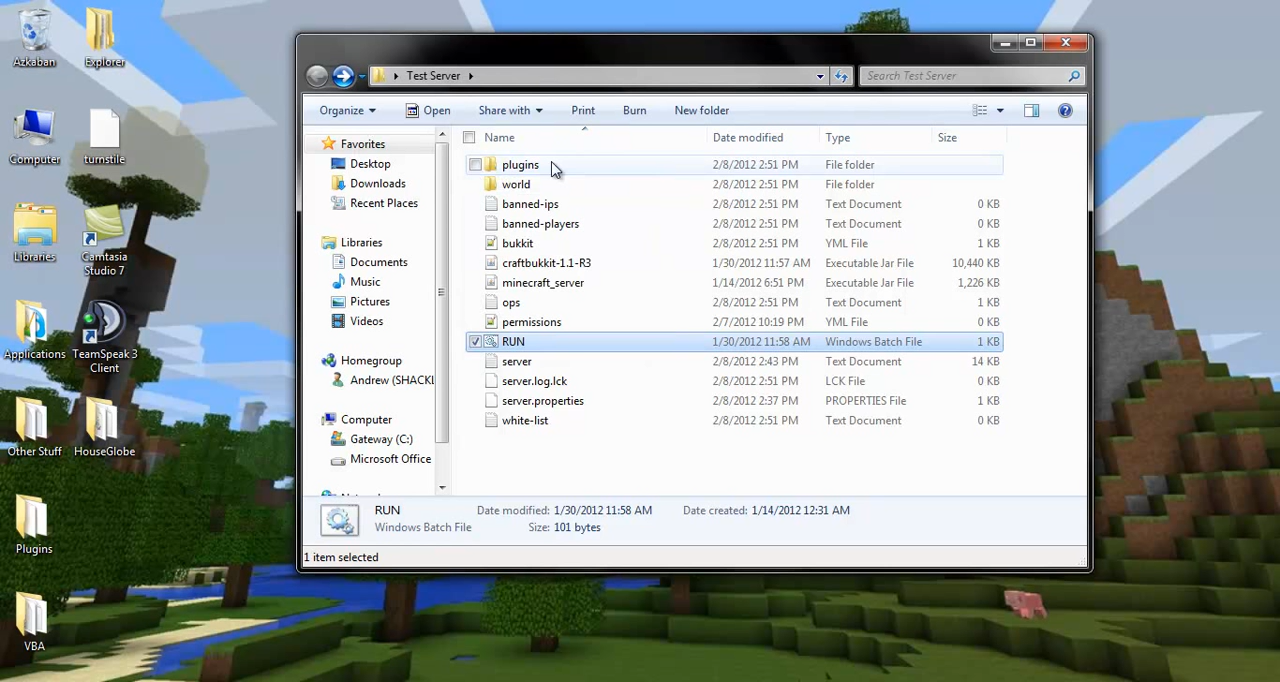 Azkaban
Explorer
Computer
turnstile
Libraries
Camtasia
Studio 7
Applications
TeamSpeak 3
Client
Other Stuff
HouseGlobe
Plugins
VBA
Test Server
Search Test Server
Organize
Open
Share with
Print
Burn
New folder
Favorites
Desktop
Downloads
Recent Places
Libraries
Documents
Music
Pictures
Videos
Homegroup
Andrew (SHACKL
Computer
Gateway (C:)
Microsoft Office
Name Date modified Type Size
plugins 2/8/2012 2:51 PM File folder
world 2/8/2012 2:51 PM File folder
banned-ips 2/8/2012 2:51 PM Text Document 0 KB
banned-players 2/8/2012 2:51 PM Text Document 0 KB
bukkit 2/8/2012 2:51 PM YML File 1 KB
craftbukkit-1.1-R3 1/30/2012 11:57 AM Executable Jar File 10,440 KB
minecraft_server 1/14/2012 6:51 PM Executable Jar File 1,226 KB
ops 2/8/2012 2:51 PM Text Document 0 KB
permissions 2/7/2012 10:19 PM YML File 0 KB
RUN 1/30/2012 11:58 AM Windows Batch File 1 KB
server 2/8/2012 2:43 PM Text Document 14 KB
server.log.lck 2/8/2012 2:51 PM LCK File 0 KB
server.properties 2/8/2012 2:37 PM PROPERTIES File 1 KB
white-list 2/8/2012 2:51 PM Text Document 0 KB
RUN Date modified: 1/30/2012 11:58 AM Date created: 1/14/2012 12:31 AM
Windows Batch File Size: 101 bytes
1 item selected